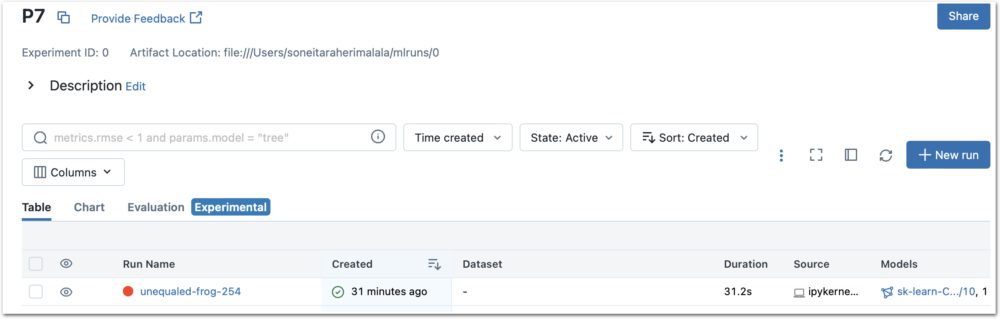 P7 Provide Feedback Share
Experiment ID: 0 Artifact Location: file:///Users/soneitaraherimalala/mlruns/0
Description Edit
metrics.rmse < 1 and params.model = "tree" Time created State: Active Sort: Created
New run
Columns
Table Chart Evaluation Experimental
Run Name Created Dataset Duration Source Models
unequaled-frog-254 31 minutes ago - 31.2s ipykerne... sk-learn-C.../10, 1